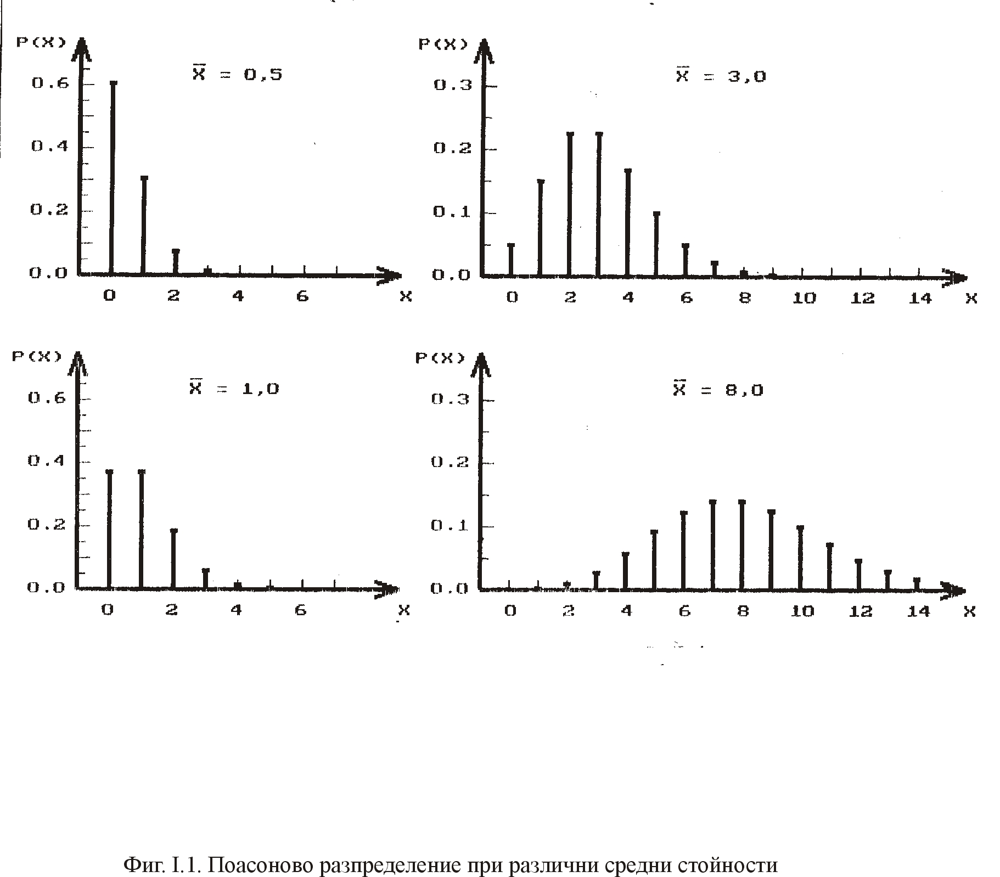 P(X)
X̅ = 0,5
0.6
0.4
0.2
0.0
0 2 4 6 X
P(X)
X̅ = 3,0
0.3
0.2
0.1
0.0
0 2 4 6 8 10 12 14 X
P(X)
X̅ = 1,0
0.6
0.4
0.2
0.0
0 2 4 6 X
P(X)
X̅ = 8,0
0.3
0.2
0.1
0.0
0 2 4 6 8 10 12 14 X
Фиг. I.1. Поасоново разпределение при различни средни стойности